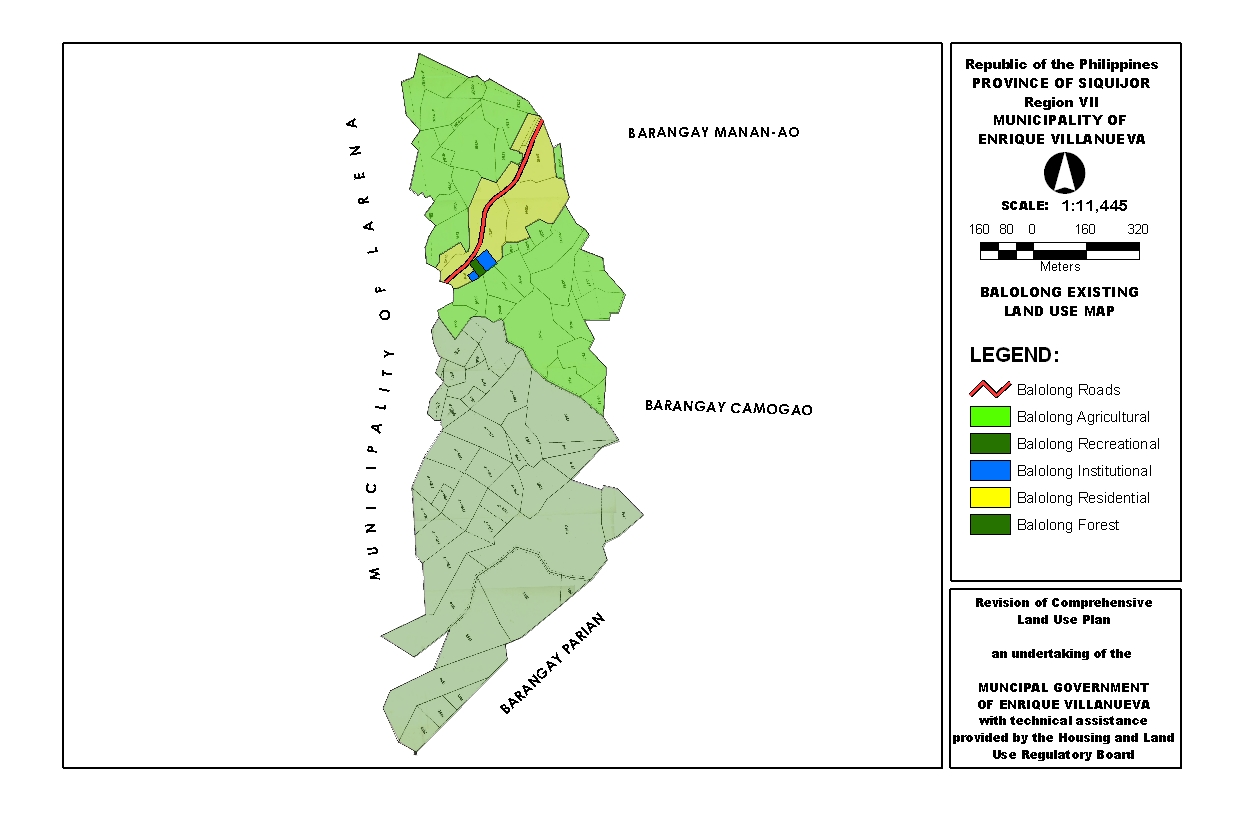 MUNICIPALITY OF LARENA
BARANGAY MANAN-AO
BARANGAY CAMOGAO
BARANGAY PARIAN
Republic of the Philippines
PROVINCE OF SIQUIJOR
Region VII
MUNICIPALITY OF
ENRIQUE VILLANUEVA
SCALE: 1:11,445
160 80 0 160 320
Meters
BALOLONG EXISTING
LAND USE MAP
LEGEND:
Balolong Roads
Balolong Agricultural
Balolong Recreational
Balolong Institutional
Balolong Residential
Balolong Forest
Revision of Comprehensive
Land Use Plan
an undertaking of the
MUNCIPAL GOVERNMENT
OF ENRIQUE VILLANUEVA
with technical assistance
provided by the Housing and Land
Use Regulatory Board